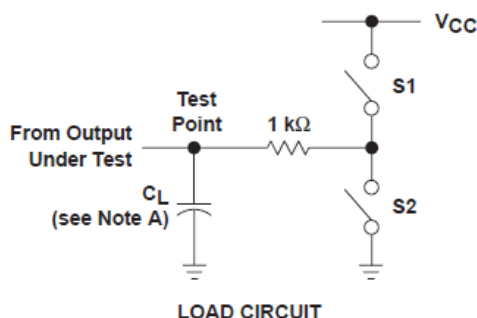 VCC
S1
Test
Point
1 kΩ
From Output
Under Test
CL
(see Note A)
S2
LOAD CIRCUIT